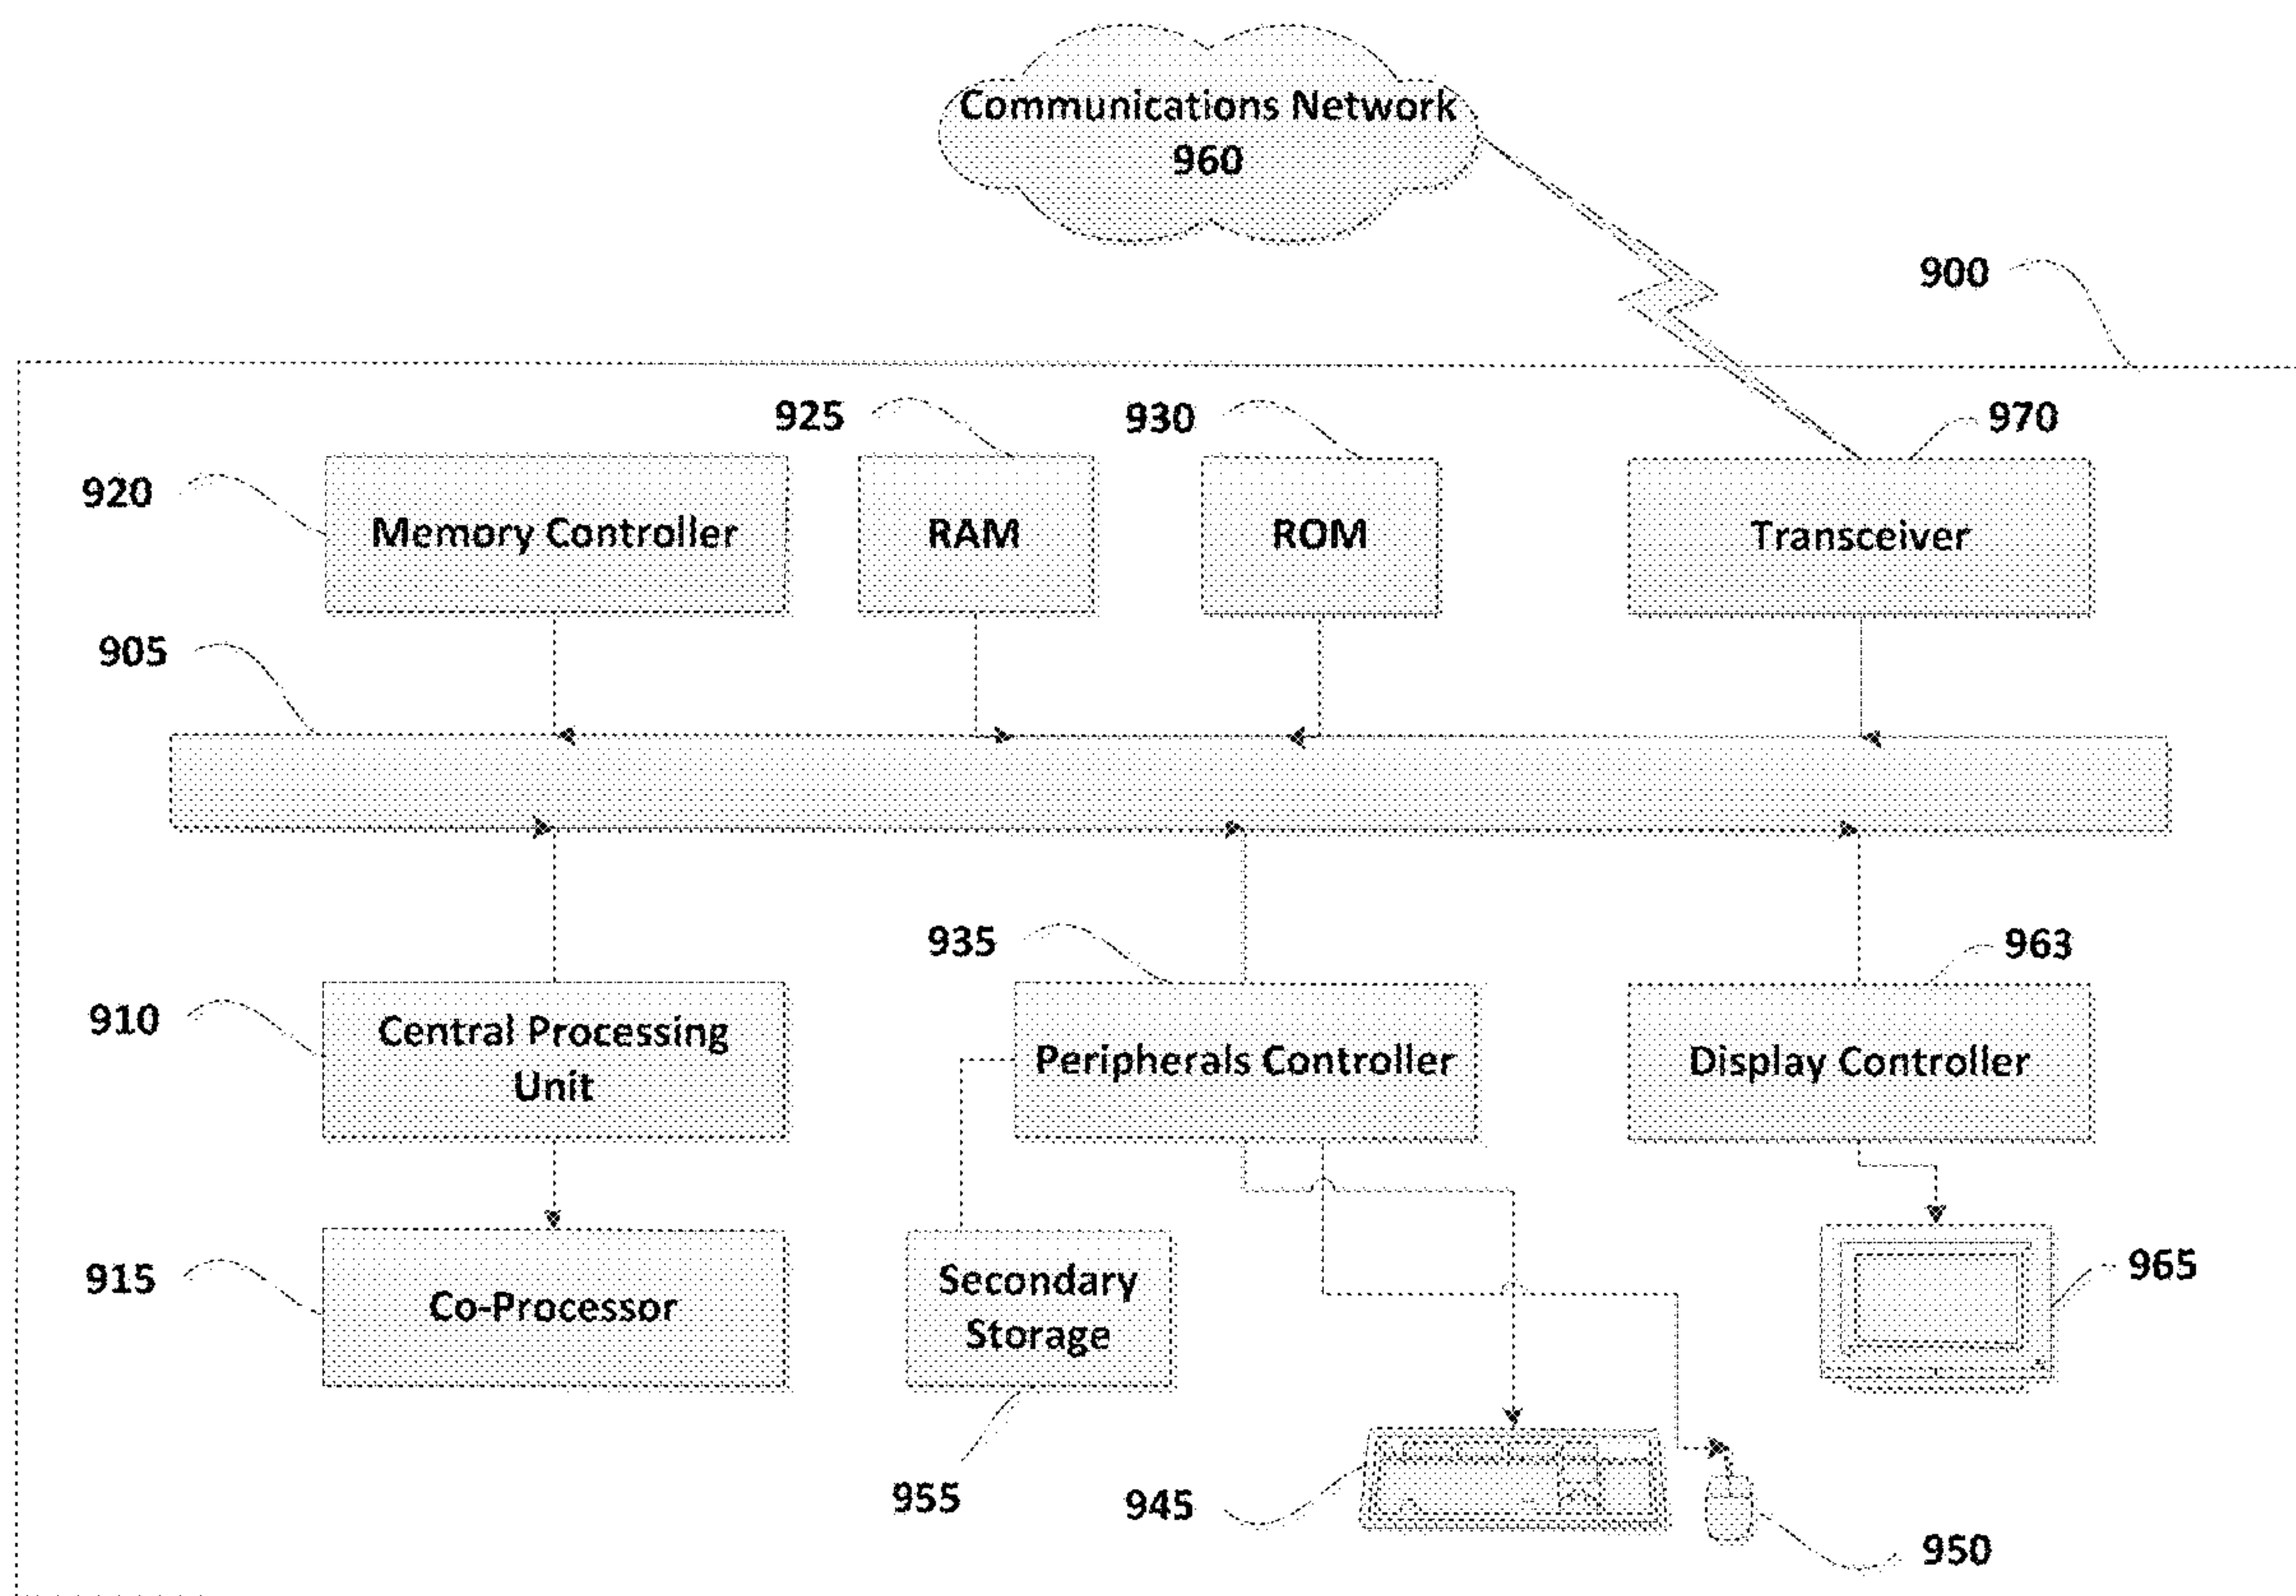 Communications Network
960
900
925
930
970
920
Memory Controller
RAM
ROM
Transceiver
905
935
963
910
Central Processing
Unit
Peripherals Controller
Display Controller
915
Co-Processor
Secondary
Storage
965
955
945
950